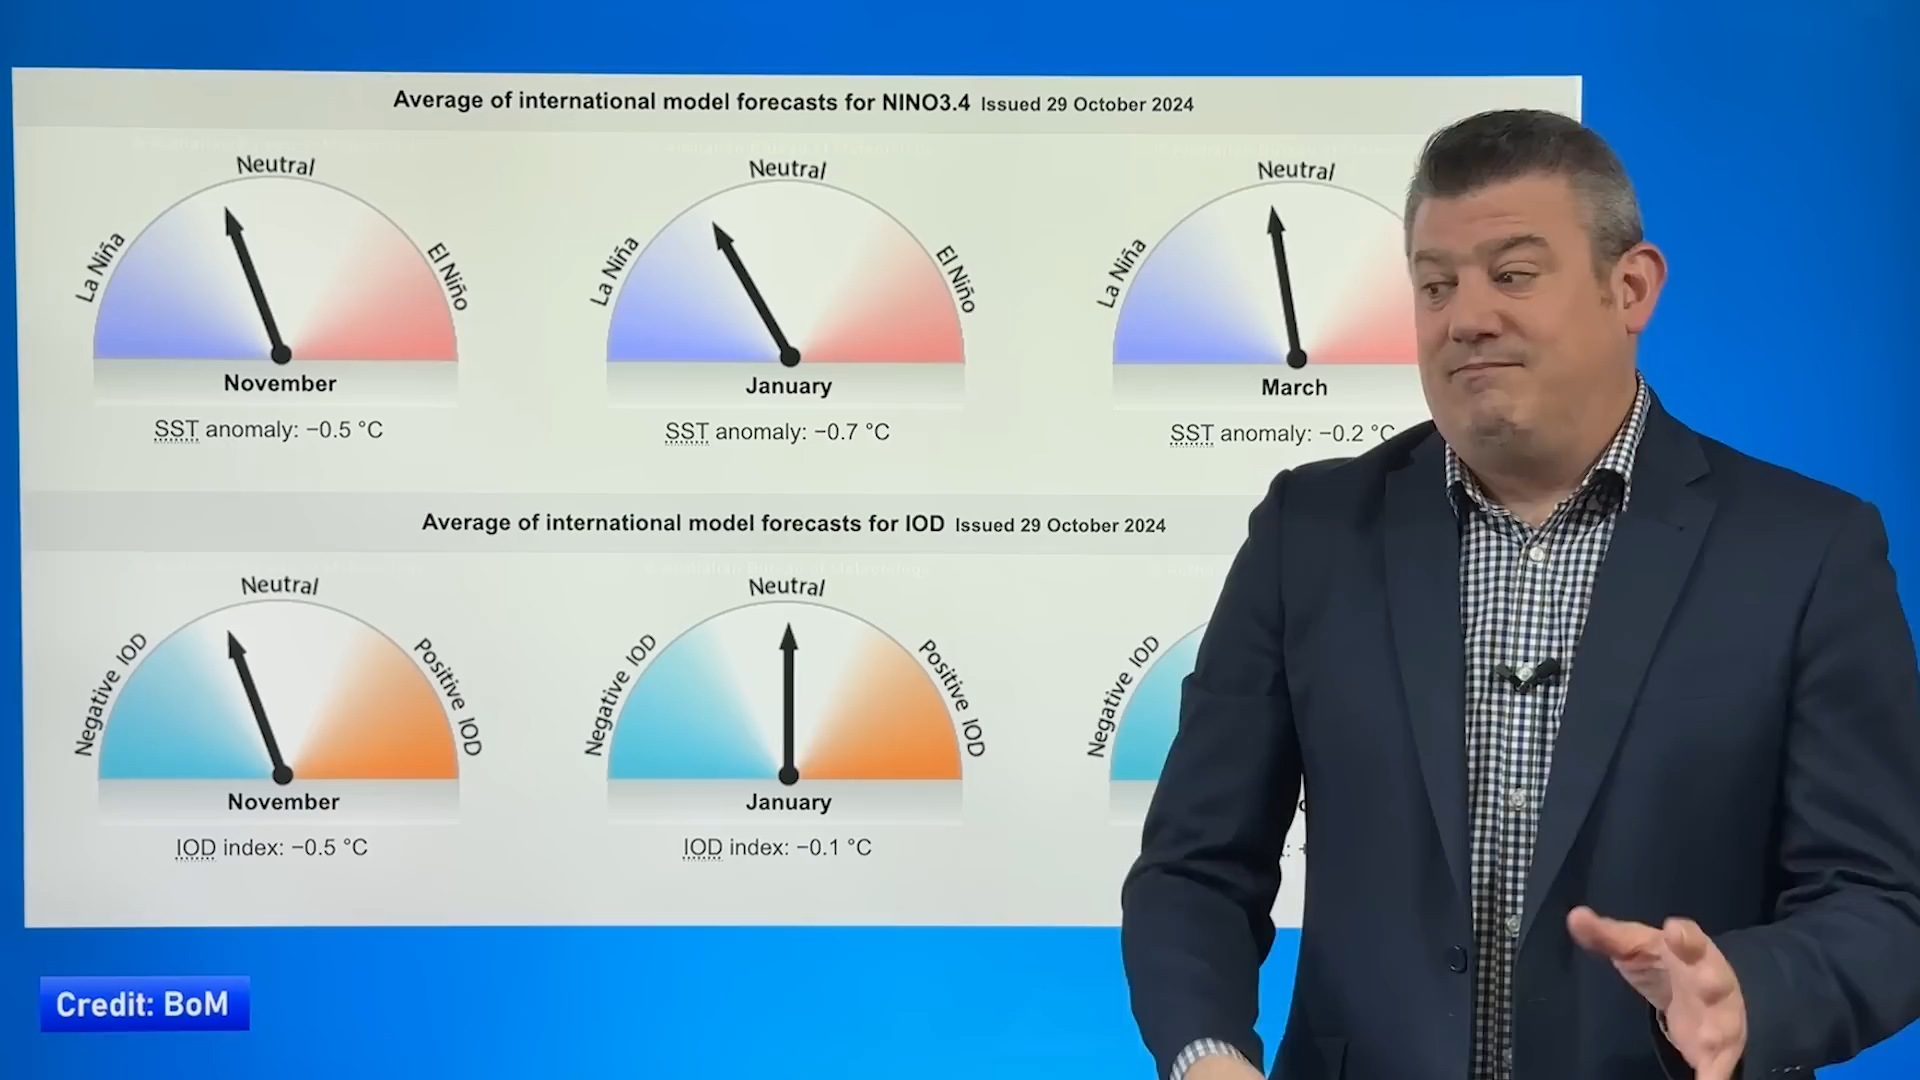 Average of international model forecasts for NINO3.4 Issued 29 October 2024
Neutral
La Niña
El Niño
November
SST anomaly: −0.5 °C
Neutral
La Niña
El Niño
January
SST anomaly: −0.7 °C
Neutral
La Niña
March
SST anomaly: −0.2 °C
Average of international model forecasts for IOD Issued 29 October 2024
Neutral
Negative IOD
Positive IOD
November
IOD index: −0.5 °C
Neutral
Negative IOD
Positive IOD
January
IOD index: −0.1 °C
Negative IOD
Credit: BoM